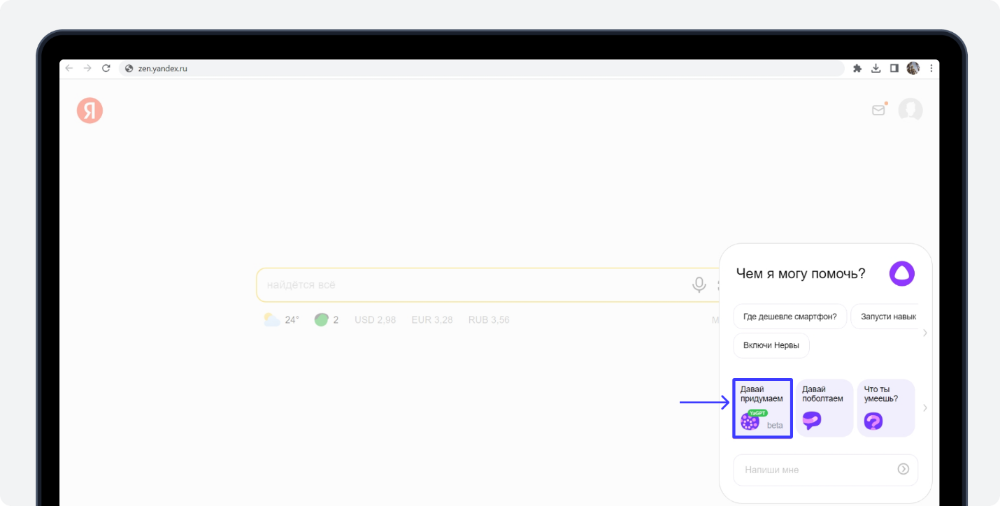 zen.yandex.ru
Я
найдётся всё
24° 2 USD 2,98 EUR 3,28 RUB 3,56
М
Чем я могу помочь?
Где дешевле смартфон? Запусти навык
Включи Нервы
Давай
придумаем
YaGPT
beta
Давай
поболтаем
Что ты
умеешь?
?
Напиши мне